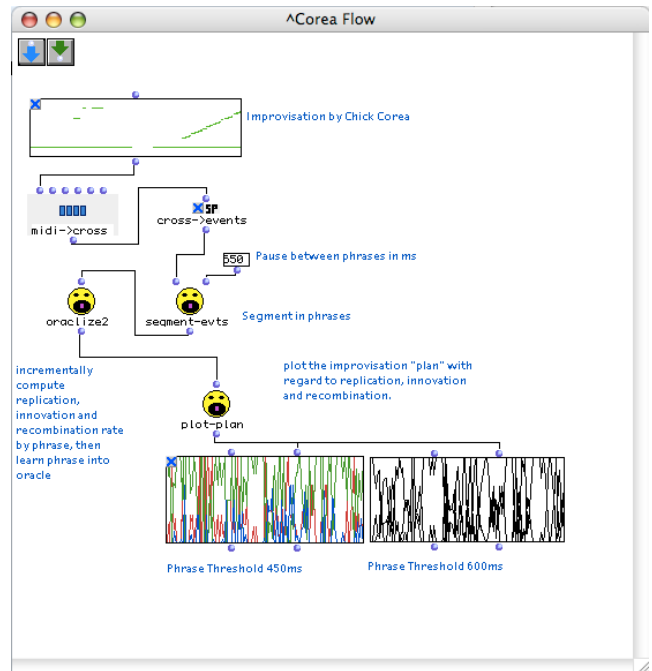 ^Corea Flow
Improvisation by Chick Corea
midi->cross
SP
cross->events
550
Pause between phrases in ms
oraclize2
segment-evts
Segment in phrases
incrementally
compute
replication,
innovation and
recombination rate
by phrase, then
learn phrase into
oracle
plot the improvisation "plan" with
regard to replication, innovation
and recombination.
plot-plan
Phrase Threshold 450ms
Phrase Threshold 600ms